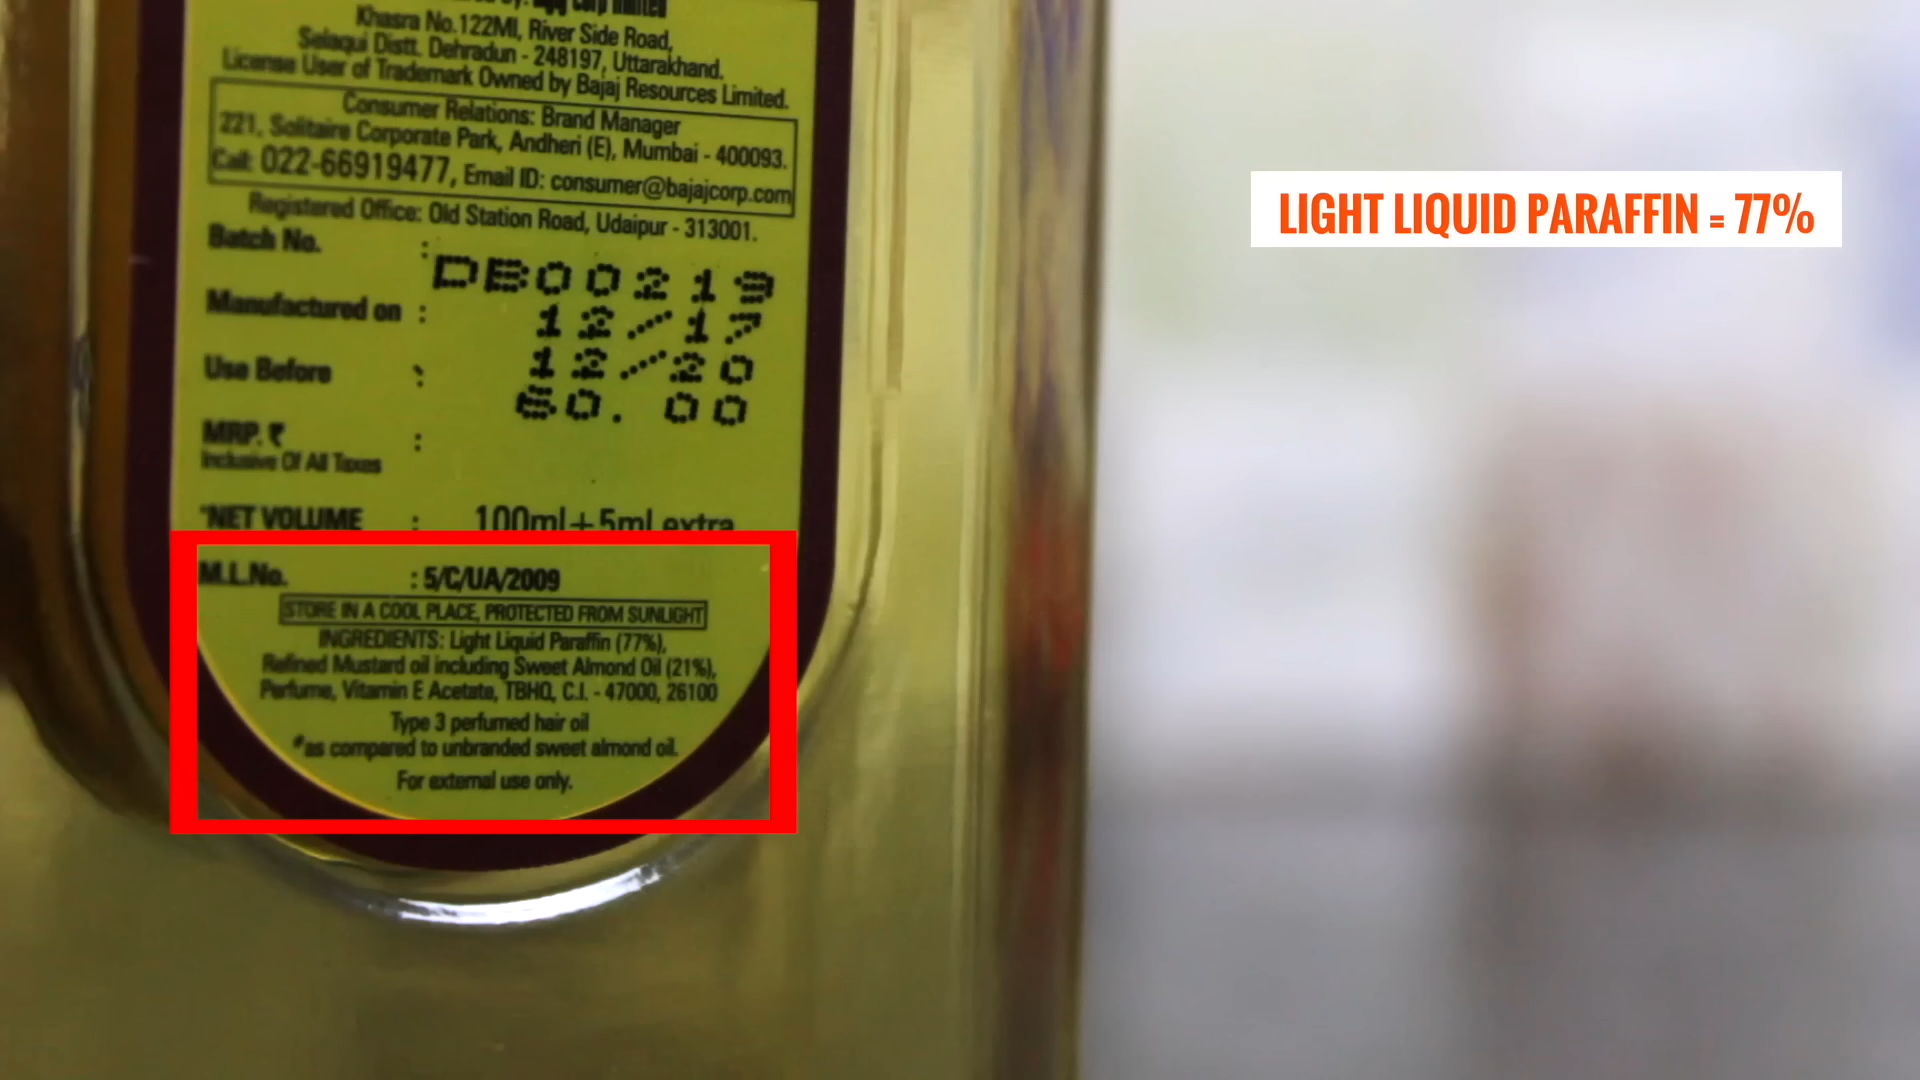 Corp limited
Khasra No.122MI, River Side Road,
Selaqui Distt. Dehradun - 248197, Uttarakhand.
License User of Trademark Owned by Bajaj Resources Limited.
Consumer Relations: Brand Manager
221, Solitaire Corporate Park, Andheri (E), Mumbai - 400093.
Call: 022-66919477, Email ID: consumer@bajajcorp.com
Registered Office: Old Station Road, Udaipur - 313001.
Batch No. : DB00219
Manufactured on : 12/17
Use Before : 12/20
60.00
MRP. ₹ :
Inclusive Of All Taxes
*NET VOLUME : 100ml+5ml extra
M.L.No. : 5/C/UA/2009
STORE IN A COOL PLACE, PROTECTED FROM SUNLIGHT
INGREDIENTS: Light Liquid Paraffin (77%),
Refined Mustard oil including Sweet Almond Oil (21%),
Perfume, Vitamin E Acetate, TBHQ, C.I. - 47000, 26100
Type 3 perfumed hair oil
#as compared to unbranded sweet almond oil.
For external use only.
LIGHT LIQUID PARAFFIN = 77%